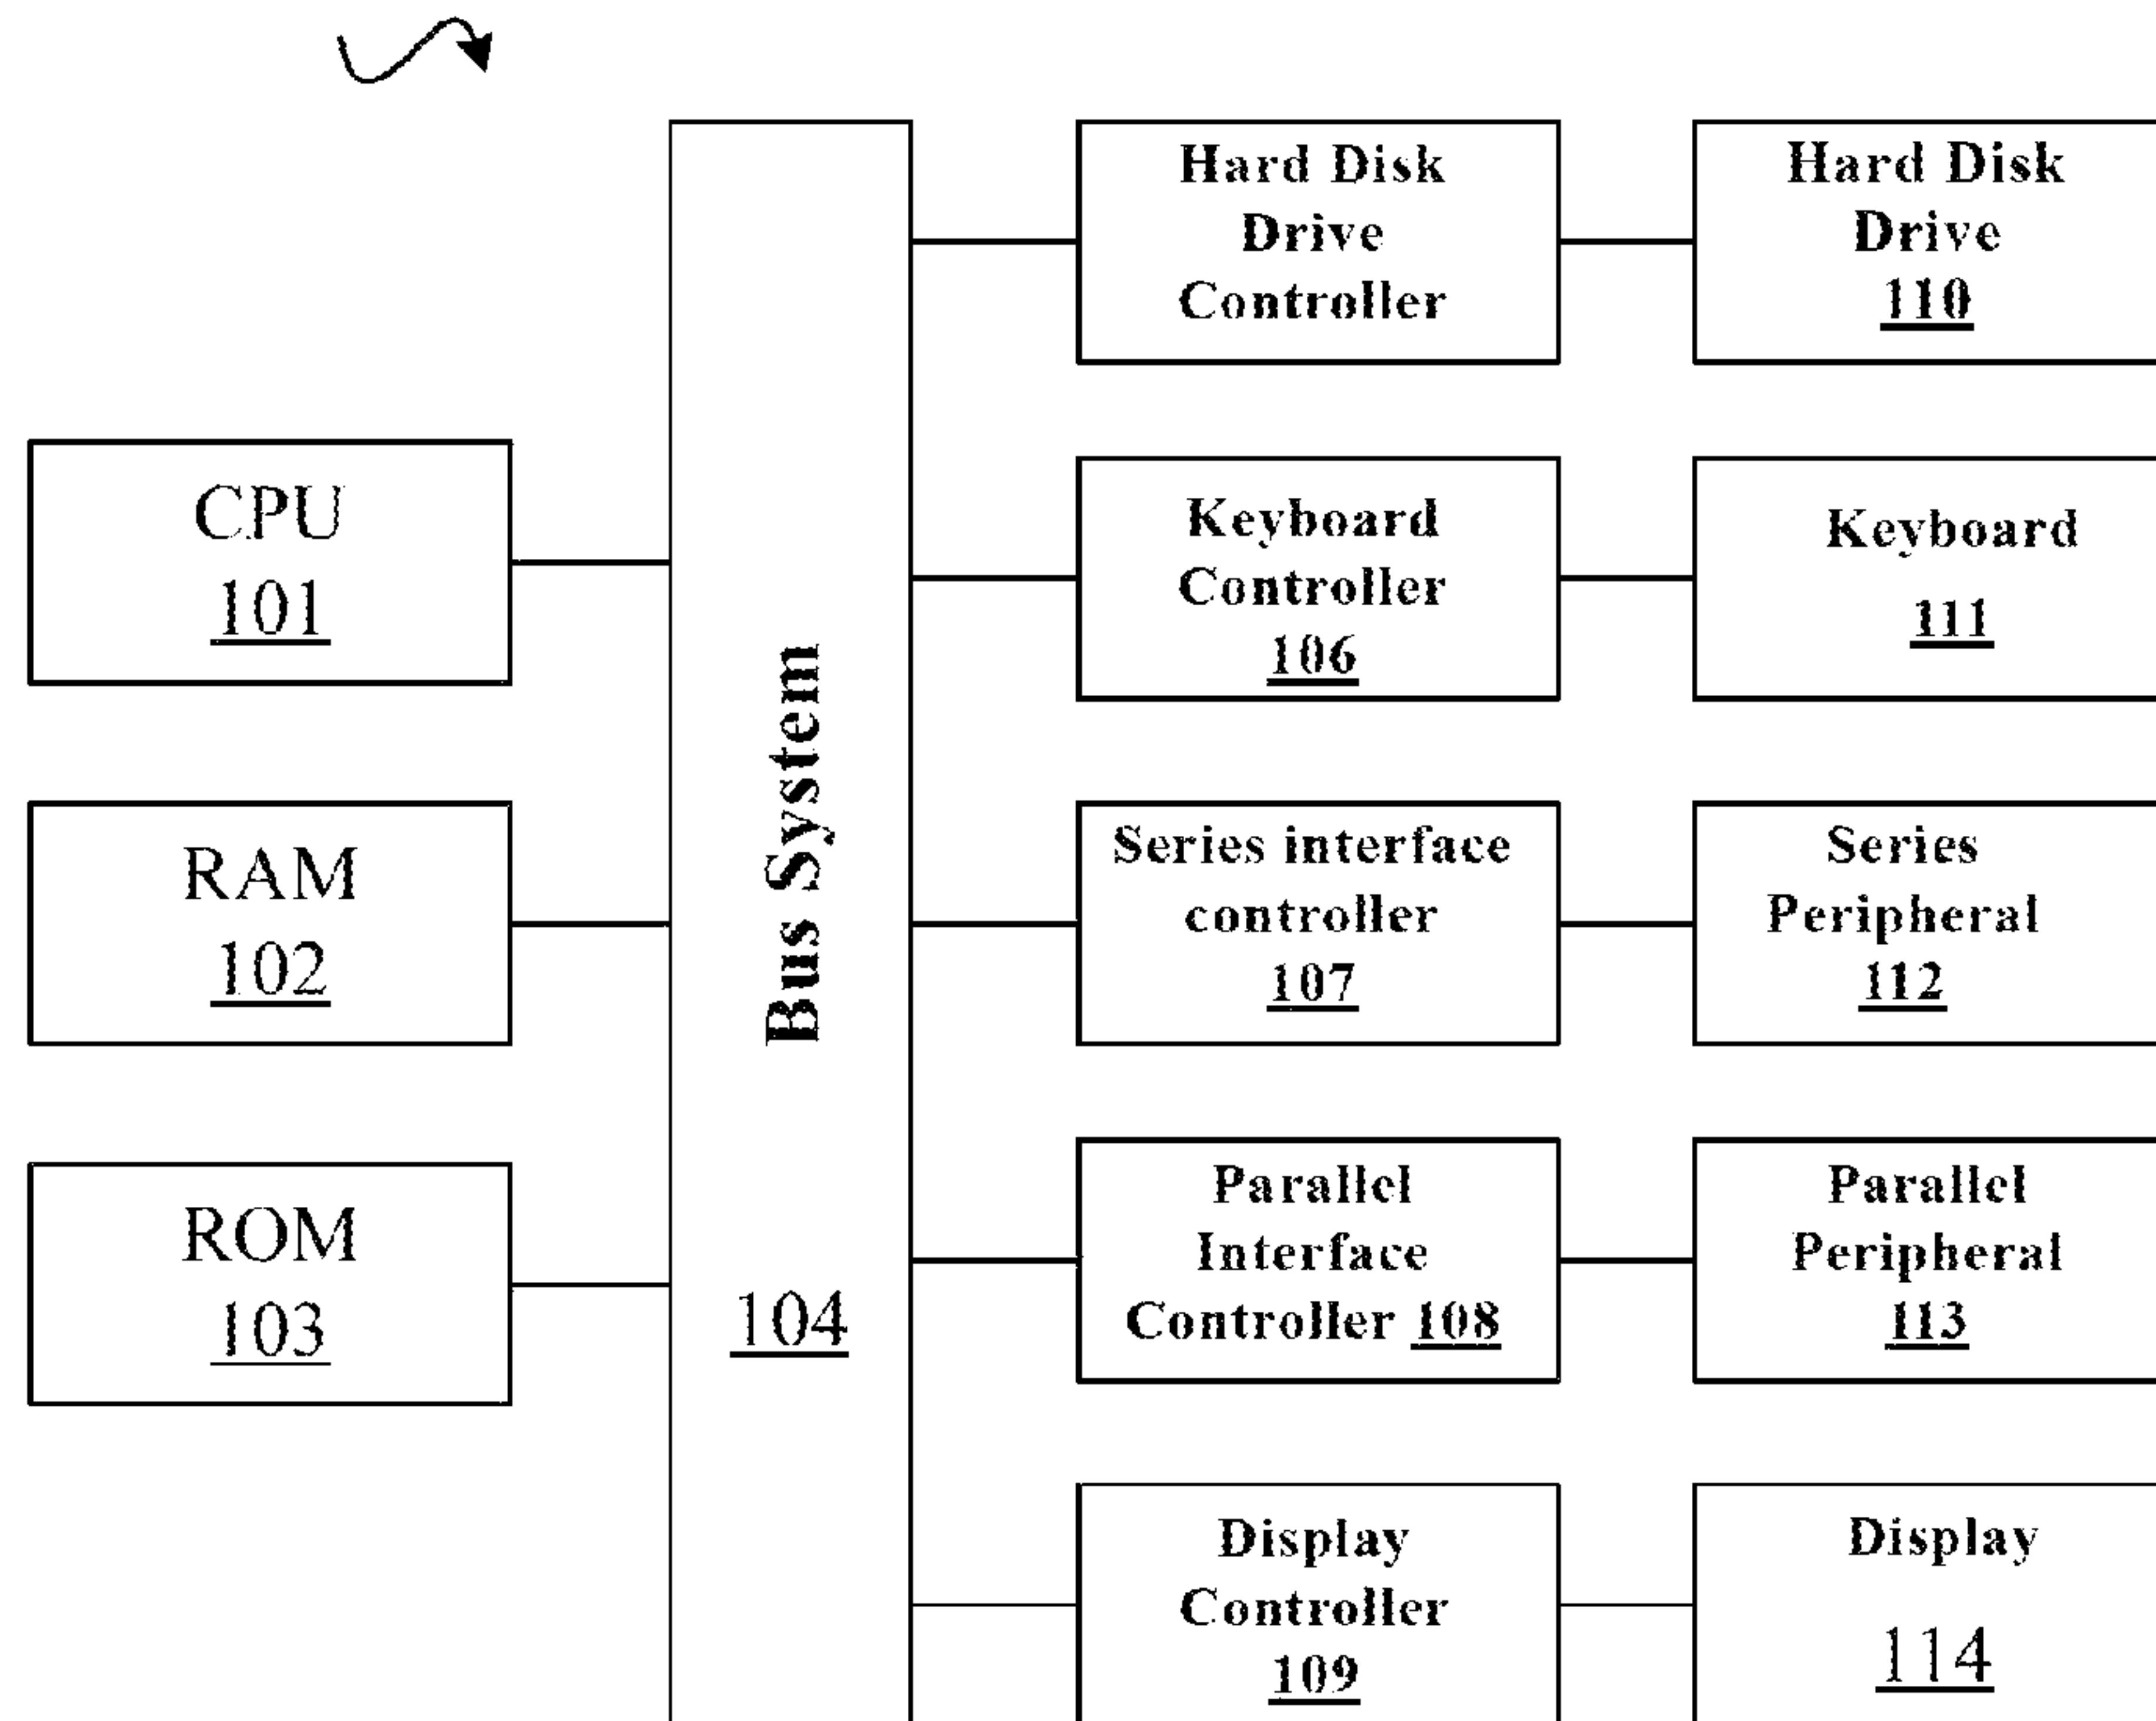 CPU
101
RAM
102
ROM
103
Bus System
104
Hard Disk
Drive
Controller
Hard Disk
Drive
110
Keyboard
Controller
106
Keyboard
111
Series interface
controller
107
Series
Peripheral
112
Parallel
Interface
Controller 108
Parallel
Peripheral
113
Display
Controller
109
Display
114